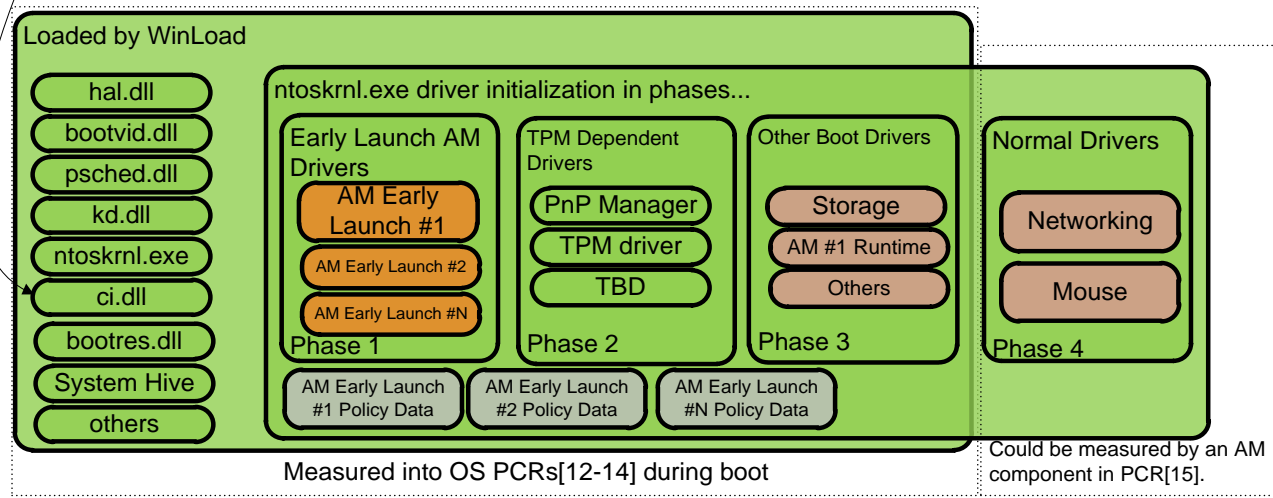 Loaded by WinLoad
hal.dll
bootvid.dll
psched.dll
kd.dll
ntoskrnl.exe
ci.dll
bootres.dll
System Hive
others
ntoskrnl.exe driver initialization in phases...
Early Launch AM
Drivers
AM Early
Launch #1
AM Early Launch #2
AM Early Launch #N
Phase 1
TPM Dependent
Drivers
PnP Manager
TPM driver
TBD
Phase 2
Other Boot Drivers
Storage
AM #1 Runtime
Others
Phase 3
Normal Drivers
Networking
Mouse
Phase 4
AM Early Launch
#1 Policy Data
AM Early Launch
#2 Policy Data
AM Early Launch
#N Policy Data
Measured into OS PCRs[12-14] during boot
Could be measured by an AM
component in PCR[15].